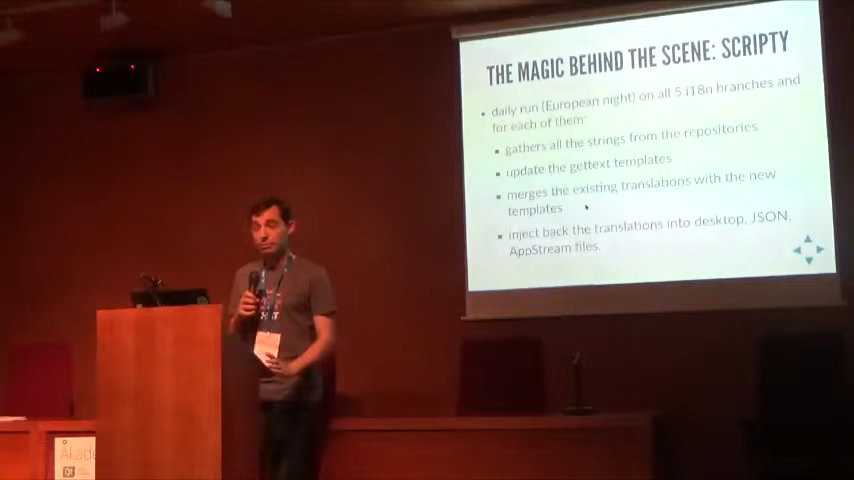 THE MAGIC BEHIND THE SCENE: SCRIPTY
daily run (European night) on all 5 i18n branches and
for each of them:
gathers all the strings from the repositories
update the gettext templates
merges the existing translations with the new
templates
inject back the translations into desktop, JSON,
AppStream files.
Akade